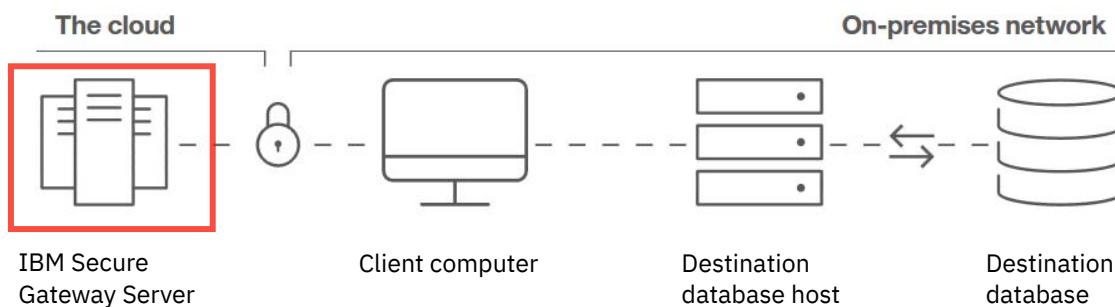 The cloud
On-premises network
IBM Secure
Gateway Server
Client computer
Destination
database host
Destination
database